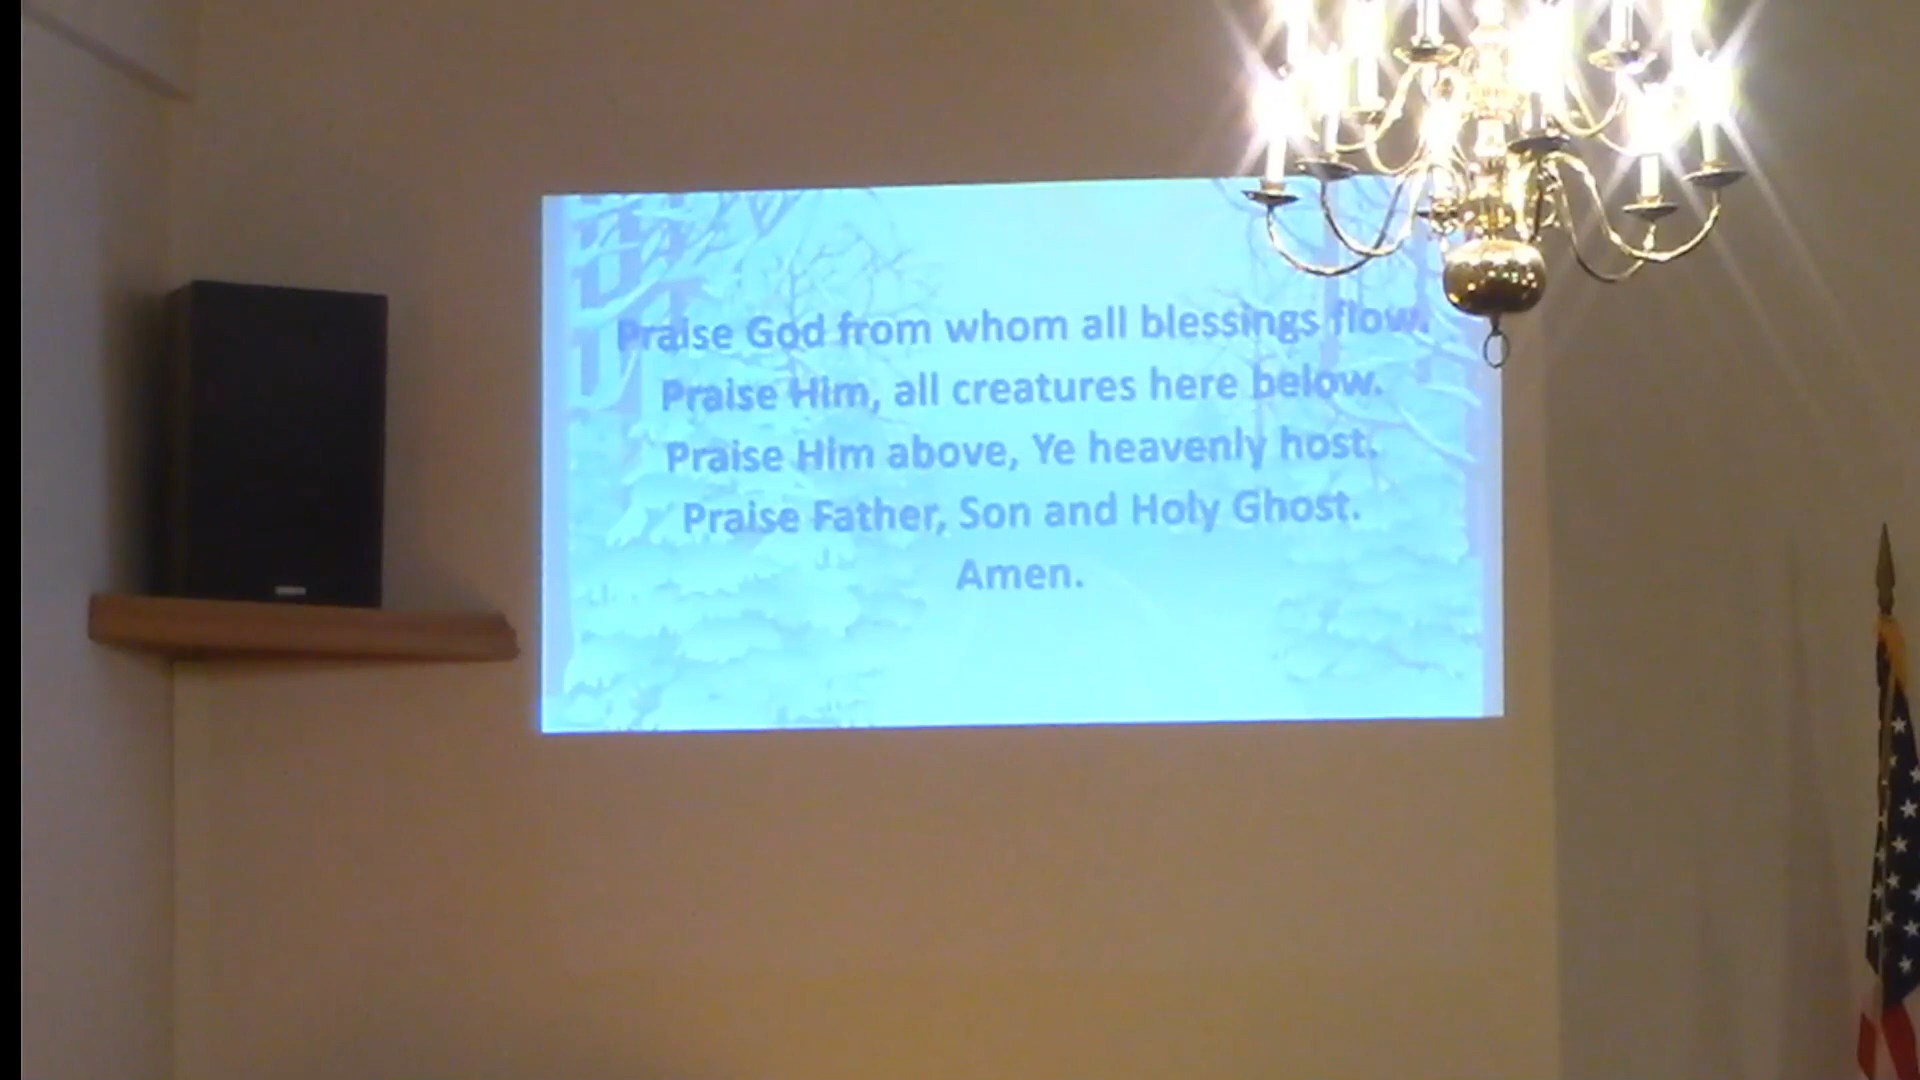 Praise God from whom all blessings flow.
Praise Him, all creatures here below.
Praise Him above, Ye heavenly host.
Praise Father, Son and Holy Ghost.
Amen.